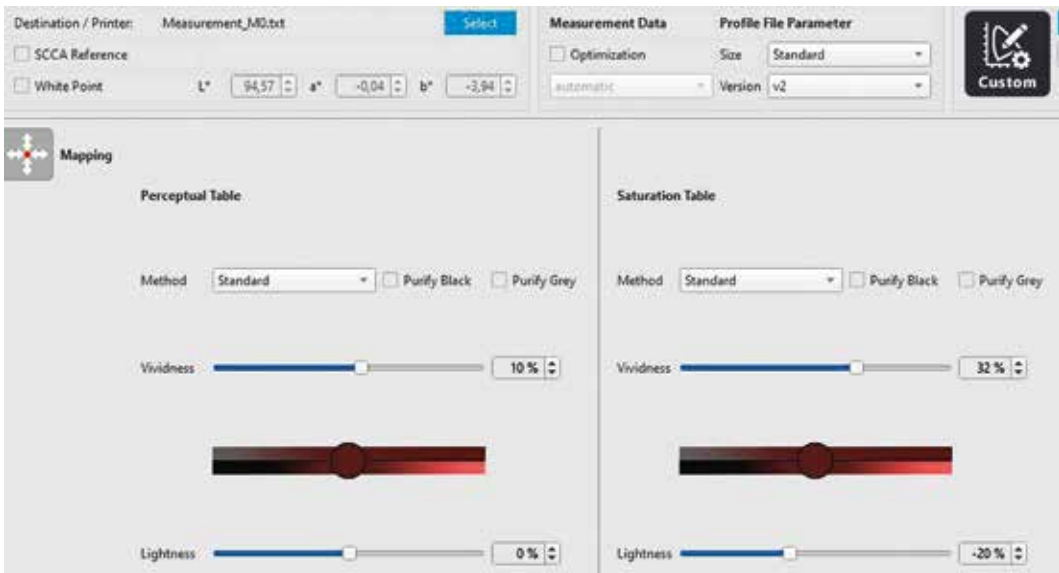 Destination / Printer: Measurement_M0.txt Select
SCCA Reference
White Point L* 94,57 a* -0,04 b* -3,94
Measurement Data
Optimization
automatic
Profile File Parameter
Size Standard
Version v2
Custom
Mapping
Perceptual Table
Method Standard Purify Black Purify Grey
Vividness 10 %
Lightness 0 %
Saturation Table
Method Standard Purify Black Purify Grey
Vividness 32 %
Lightness -20 %